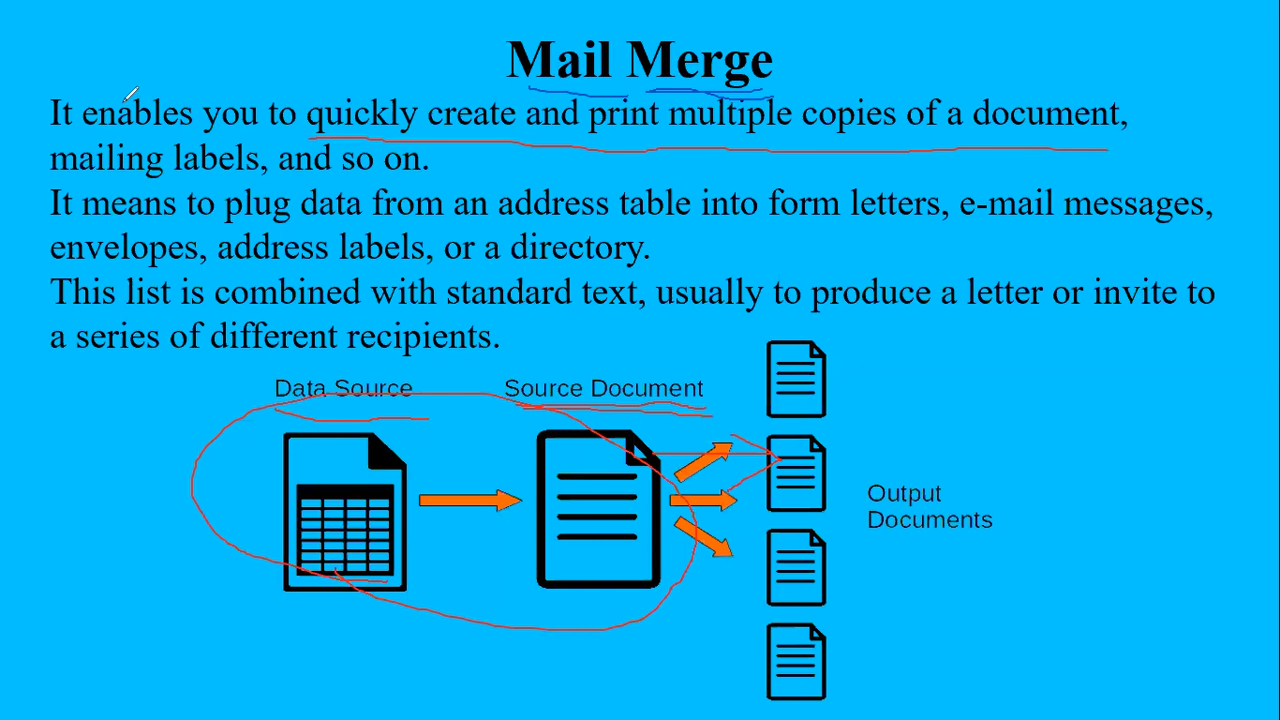 Mail Merge
It enables you to quickly create and print multiple copies of a document,
mailing labels, and so on.
It means to plug data from an address table into form letters, e-mail messages,
envelopes, address labels, or a directory.
This list is combined with standard text, usually to produce a letter or invite to
a series of different recipients.
Data Source
Source Document
Output
Documents